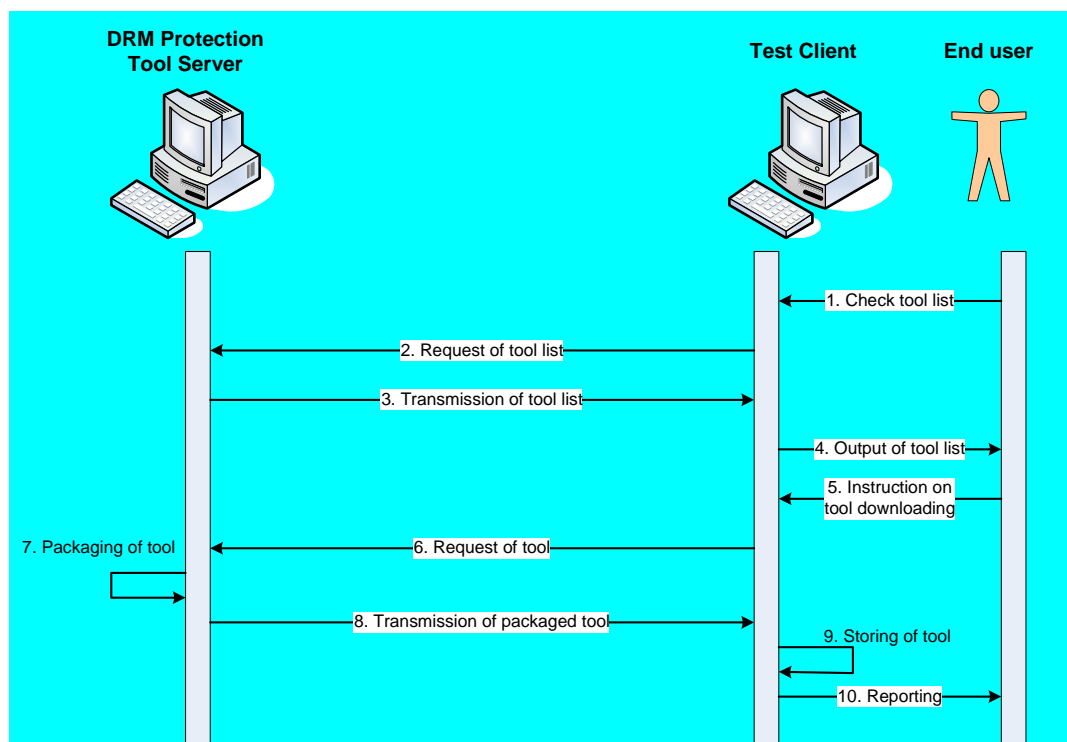 DRM Protection
Tool Server
Test Client
End user
1. Check tool list
2. Request of tool list
3. Transmission of tool list
4. Output of tool list
5. Instruction on
tool downloading
7. Packaging of tool
6. Request of tool
8. Transmission of packaged tool
9. Storing of tool
10. Reporting